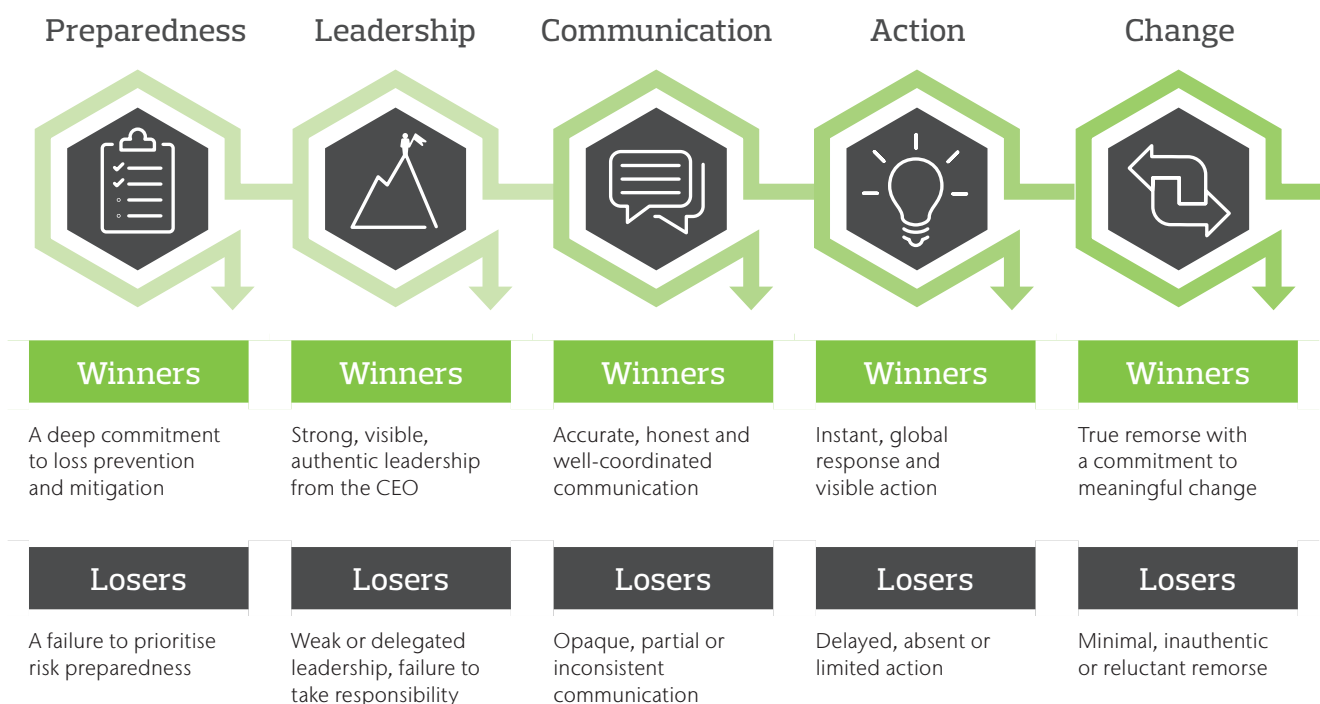 Preparedness
Leadership
Communication
Action
Change
Winners
Winners
Winners
Winners
Winners
A deep commitment
to loss prevention
and mitigation
Strong, visible,
authentic leadership
from the CEO
Accurate, honest and
well-coordinated
communication
Instant, global
response and
visible action
True remorse with
a commitment to
meaningful change
Losers
Losers
Losers
Losers
Losers
A failure to prioritise
risk preparedness
Weak or delegated
leadership, failure to
take responsibility
Opaque, partial or
inconsistent
communication
Delayed, absent or
limited action
Minimal, inauthentic
or reluctant remorse